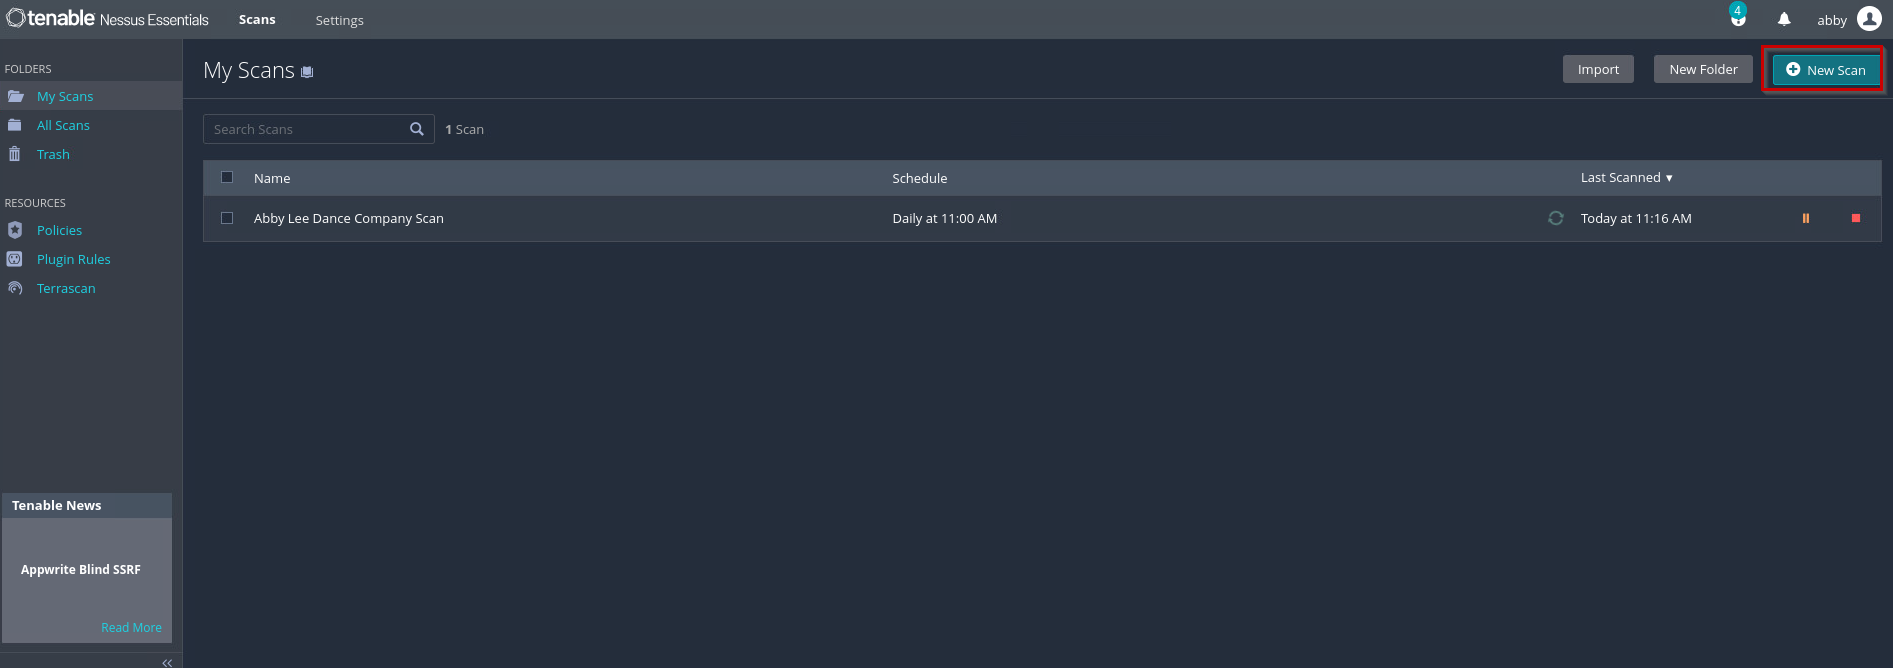 tenable Nessus Essentials Scans Settings 4 abby
FOLDERS
My Scans
All Scans
Trash
RESOURCES
Policies
Plugin Rules
Terrascan
Tenable News
Appwrite Blind SSRF
Read More
My Scans Import New Folder New Scan
Search Scans 1 Scan
Name Schedule Last Scanned ▼
Abby Lee Dance Company Scan Daily at 11:00 AM Today at 11:16 AM